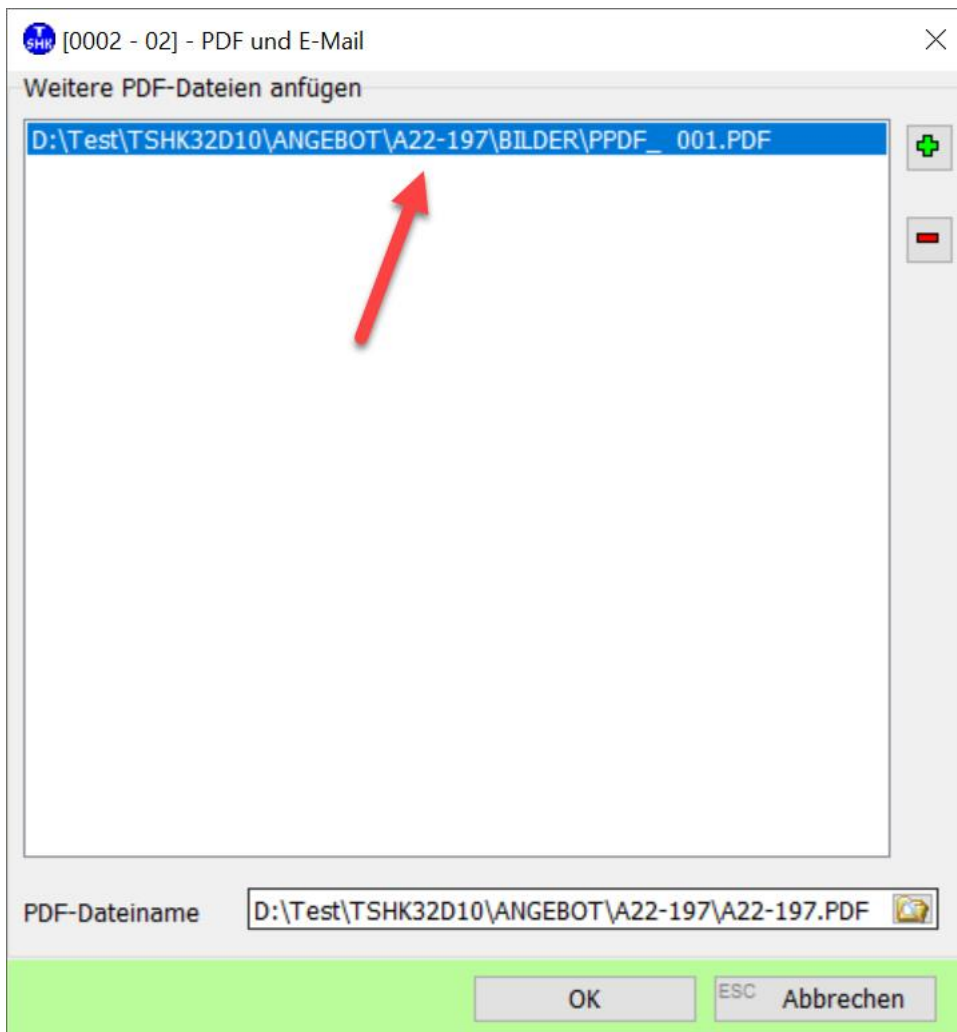 T
SHK
[0002 - 02] - PDF und E-Mail
Weitere PDF-Dateien anfügen
D:\Test\TSHK32D10\ANGEBOT\A22-197\BILDER\PPDF_ 001.PDF
PDF-Dateiname D:\Test\TSHK32D10\ANGEBOT\A22-197\A22-197.PDF
OK ESC Abbrechen